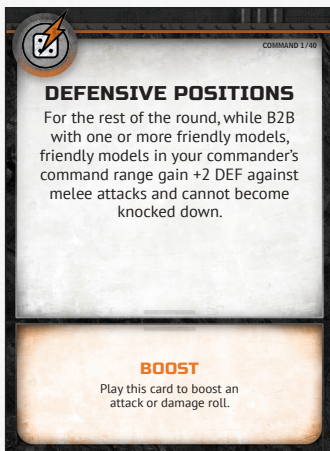 COMMAND 1/40
DEFENSIVE POSITIONS
For the rest of the round, while B2B
with one or more friendly models,
friendly models in your commander's
command range gain +2 DEF against
melee attacks and cannot become
knocked down.
BOOST
Play this card to boost an
attack or damage roll.